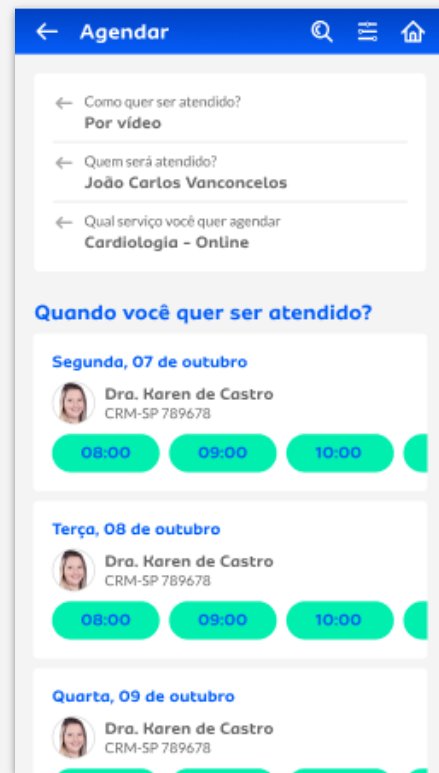 Agendar
Como quer ser atendido?
Por vídeo
Quem será atendido?
João Carlos Vanconcelos
Qual serviço você quer agendar
Cardiologia - Online
Quando você quer ser atendido?
Segunda, 07 de outubro
Dra. Karen de Castro
CRM-SP 789678
08:00 09:00 10:00
Terça, 08 de outubro
Dra. Karen de Castro
CRM-SP 789678
08:00 09:00 10:00
Quarta, 09 de outubro
Dra. Karen de Castro
CRM-SP 789678